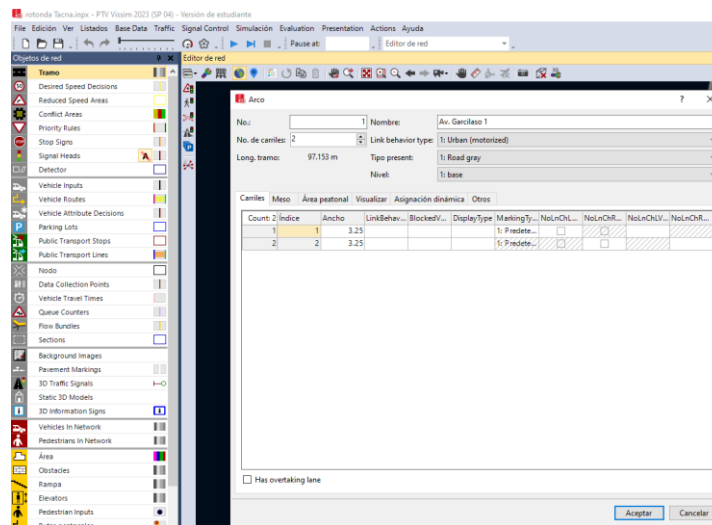 rotonda Tacna.inpx - PTV Vissim 2023 (SP 04) - Versión de estudiante
File Edición Ver Listados Base Data Traffic Signal Control Simulación Evaluation Presentation Actions Ayuda
Pause at: Editor de red
Objetos de red
Editor de red
Tramo
Desired Speed Decisions
Reduced Speed Areas
Conflict Areas
Priority Rules
Stop Signs
Signal Heads
Detector
Vehicle Inputs
Vehicle Routes
Vehicle Attribute Decisions
Parking Lots
Public Transport Stops
Public Transport Lines
Nodo
Data Collection Points
Vehicle Travel Times
Queue Counters
Flow Bundles
Sections
Background Images
Pavement Markings
3D Traffic Signals
Static 3D Models
3D Information Signs
Vehicles In Network
Pedestrians In Network
Área
Obstacles
Rampa
Elevators
Pedestrian Inputs
Arco
No.: 1 Nombre: Av. Garcilaso 1
No. de carriles: 2 Link behavior type: 1: Urban (motorized)
Long. tramo: 97.153 m Tipo present: 1: Road gray
Nivel: 1: base
Carriles Meso Área peatonal Visualizar Asignación dinámica Otros
Count: 2 Índice Ancho LinkBehav... BlockedV... DisplayType MarkingTy... NoLnChL... NoLnChR... NoLnChLV... NoLnChR...
1 1 3.25 1: Predete...
2 2 3.25 1: Predete...
Has overtaking lane
Aceptar Cancelar